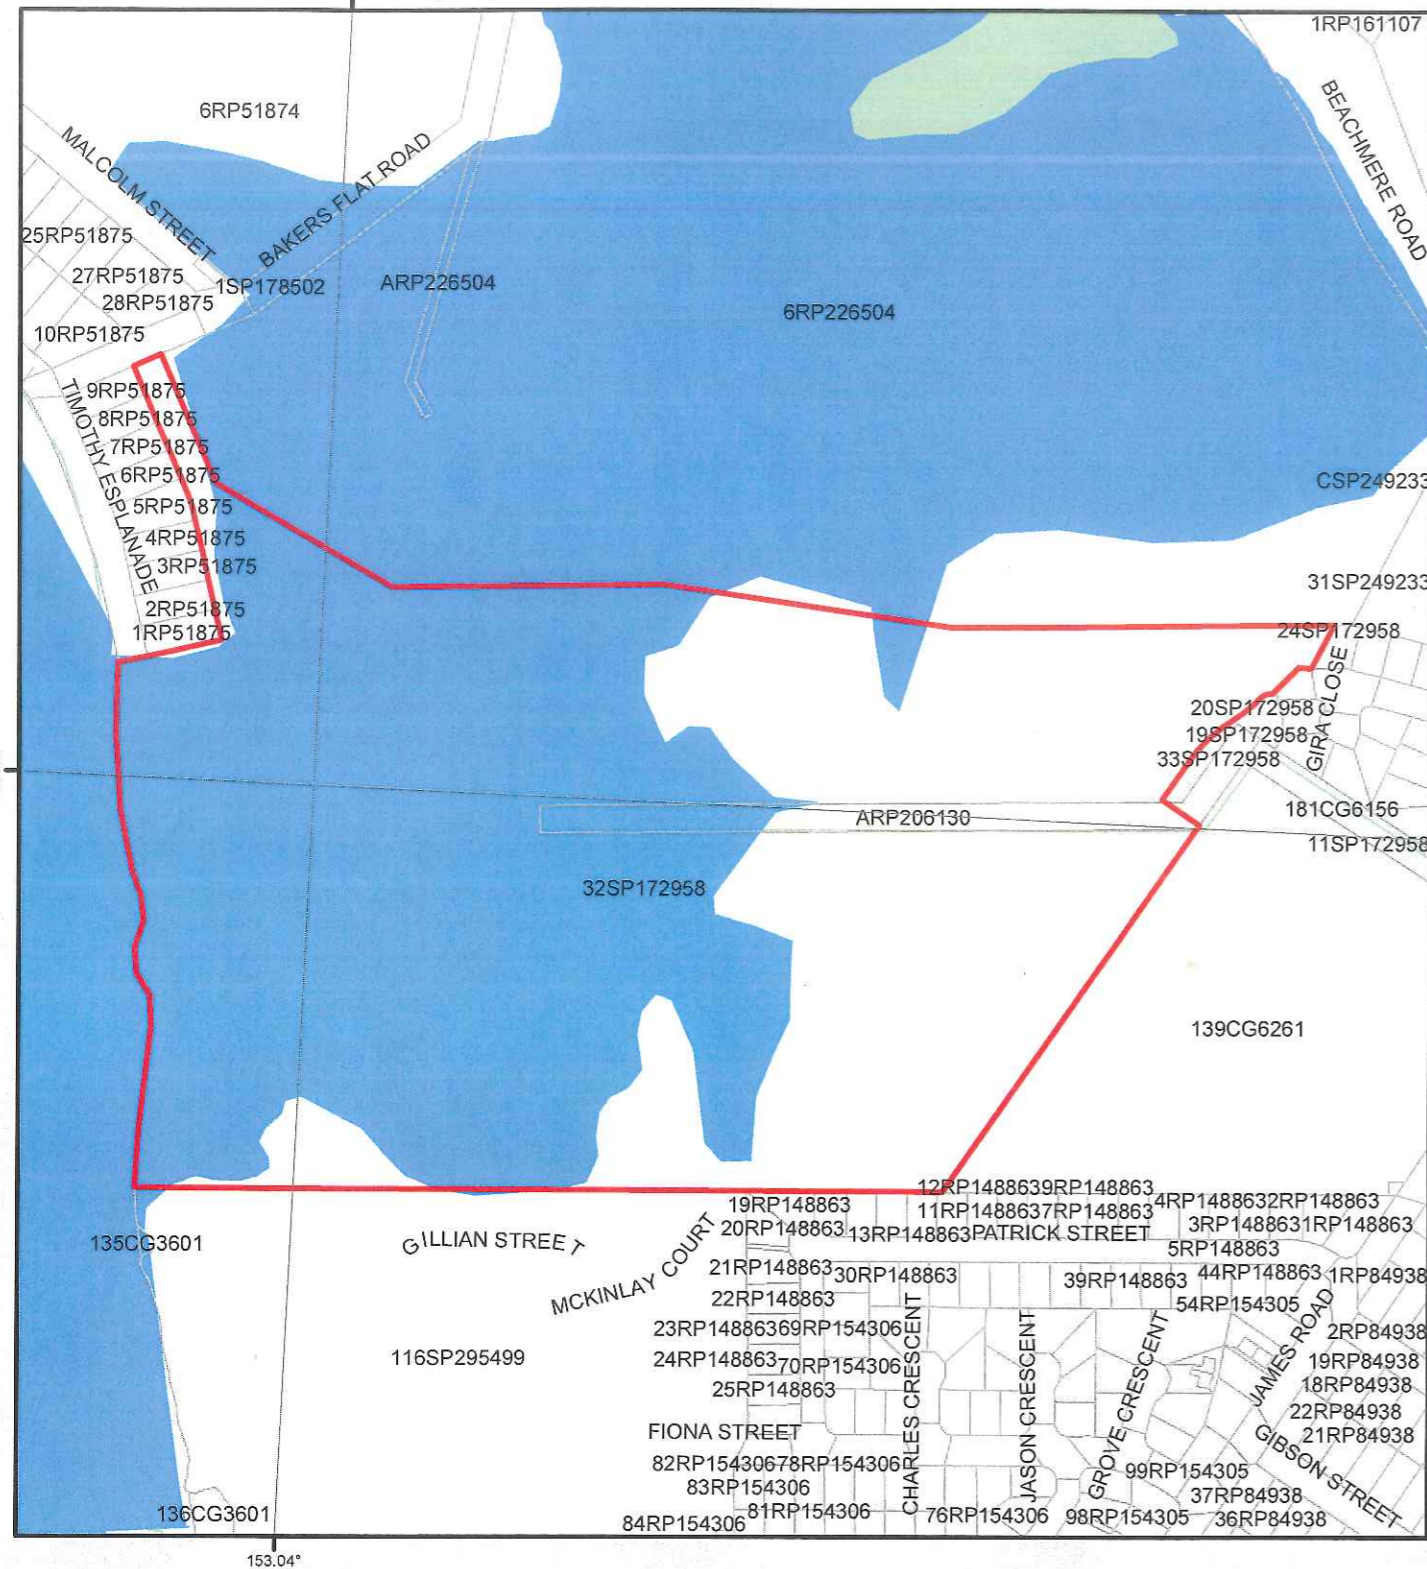 1RP161107
6RP51874
MALCOLM STREET
BAKERS FLAT ROAD
BEACHMERE ROAD
25RP51875
27RP51875
1SP178502
ARP226504
28RP51875
6RP226504
10RP51875
9RP51875
TIMOTHY ESPLANADE
8RP51875
7RP51875
6RP51875
CSP249233
5RP51875
4RP51875
3RP51875
31SP249233
2RP51875
1RP51875
24SP172958
20SP172958
GIRA CLOSE
19SP172958
33SP172958
181CG6156
ARP206130
11SP172958
32SP172958
139CG6261
12RP1488639RP148863
19RP148863
4RP1488632RP148863
11RP1488637RP148863
3RP1488631RP148863
20RP148863
13RP148863
PATRICK STREET
135CG3601
GILLIAN STREET
MCKINLAY COURT
5RP148863
21RP148863
30RP148863
39RP148863
44RP148863
1RP84938
22RP148863
54RP154305
23RP14886369RP154306
2RP84938
116SP295499
24RP148863
70RP154306
CHARLES CRESCENT
JASON CRESCENT
GROVE CRESCENT
JAMES ROAD
19RP84938
25RP148863
18RP84938
22RP84938
FIONA STREET
21RP84938
GIBSON STREET
82RP15430678RP154306
99RP154305
83RP154306
37RP84938
136CG3601
81RP154306
76RP154306
98RP154305
36RP84938
84RP154306
153.04°